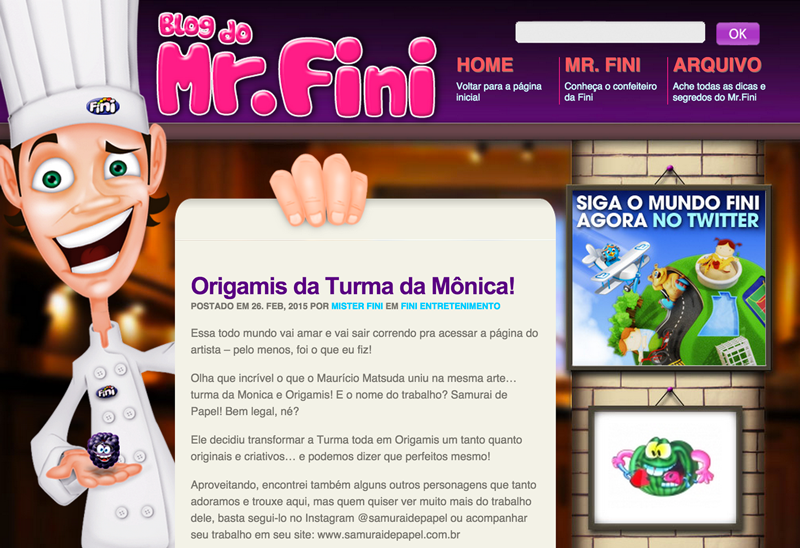 Blog do
Mr.Fini
OK
HOME
Voltar para a página
inicial
MR. FINI
Conheça o confeiteiro
da Fini
ARQUIVO
Ache todas as dicas e
segredos do Mr.Fini
Fini
Fini
Origamis da Turma da Mônica!
POSTADO EM 26. FEB, 2015 POR MISTER FINI EM FINI ENTRETENIMENTO
Essa todo mundo vai amar e vai sair correndo pra acessar a página do
artista – pelo menos, foi o que eu fiz!
Olha que incrível o que o Maurício Matsuda uniu na mesma arte…
turma da Monica e Origamis! E o nome do trabalho? Samurai de
Papel! Bem legal, né?
Ele decidiu transformar a Turma toda em Origamis um tanto quanto
originais e criativos… e podemos dizer que perfeitos mesmo!
Aproveitando, encontrei também alguns outros personagens que tanto
adoramos e trouxe aqui, mas quem quiser ver muito mais do trabalho
dele, basta segui-lo no Instagram @samuraidepapel ou acompanhar
seu trabalho em seu site: www.samuraidepapel.com.br
SIGA O MUNDO FINI
AGORA NO TWITTER